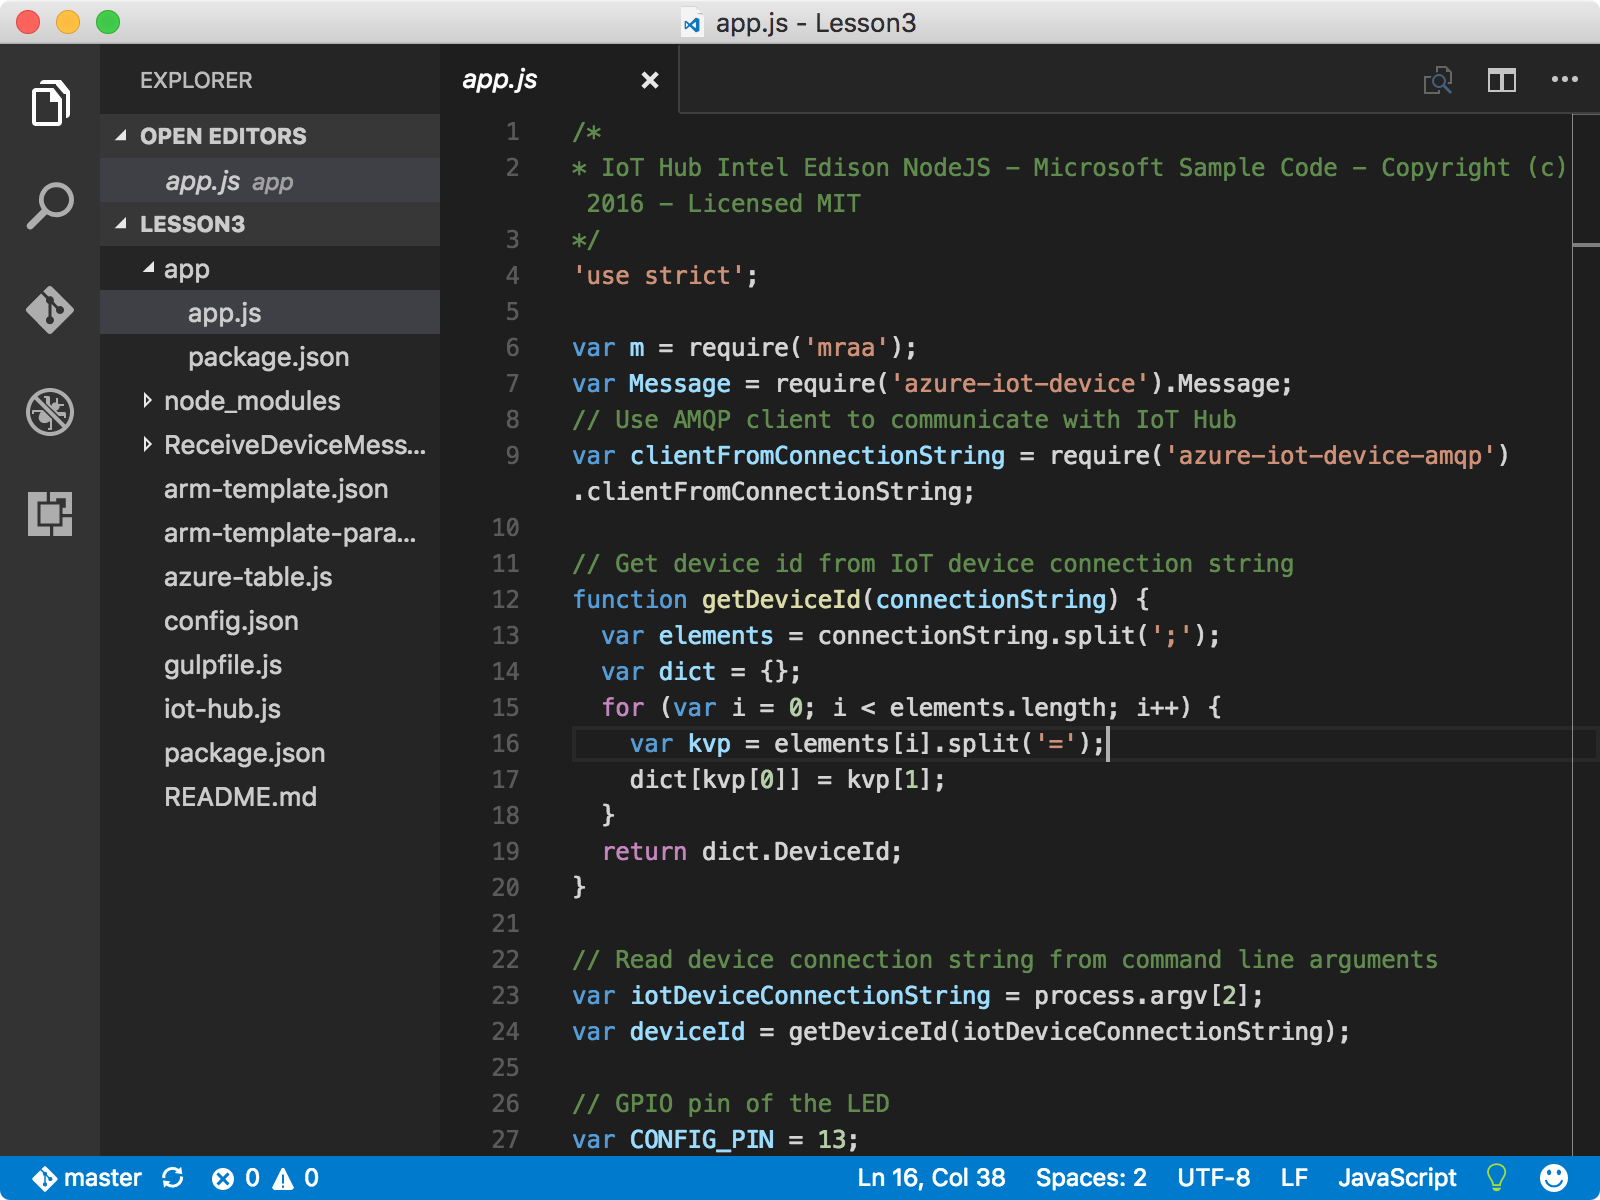 app.js - Lesson3
EXPLORER
OPEN EDITORS
app.js app
LESSON3
app
app.js
package.json
node_modules
ReceiveDeviceMess...
arm-template.json
arm-template-para...
azure-table.js
config.json
gulpfile.js
iot-hub.js
package.json
README.md
app.js
1 /*
2 * IoT Hub Intel Edison NodeJS - Microsoft Sample Code - Copyright (c)
2016 - Licensed MIT
3 */
4 'use strict';
5
6 var m = require('mraa');
7 var Message = require('azure-iot-device').Message;
8 // Use AMQP client to communicate with IoT Hub
9 var clientFromConnectionString = require('azure-iot-device-amqp')
.clientFromConnectionString;
10
11 // Get device id from IoT device connection string
12 function getDeviceId(connectionString) {
13 var elements = connectionString.split(';');
14 var dict = {};
15 for (var i = 0; i < elements.length; i++) {
16 var kvp = elements[i].split('=');
17 dict[kvp[0]] = kvp[1];
18 }
19 return dict.DeviceId;
20 }
21
22 // Read device connection string from command line arguments
23 var iotDeviceConnectionString = process.argv[2];
24 var deviceId = getDeviceId(iotDeviceConnectionString);
25
26 // GPIO pin of the LED
27 var CONFIG_PIN = 13;
master 0 0 Ln 16, Col 38 Spaces: 2 UTF-8 LF JavaScript